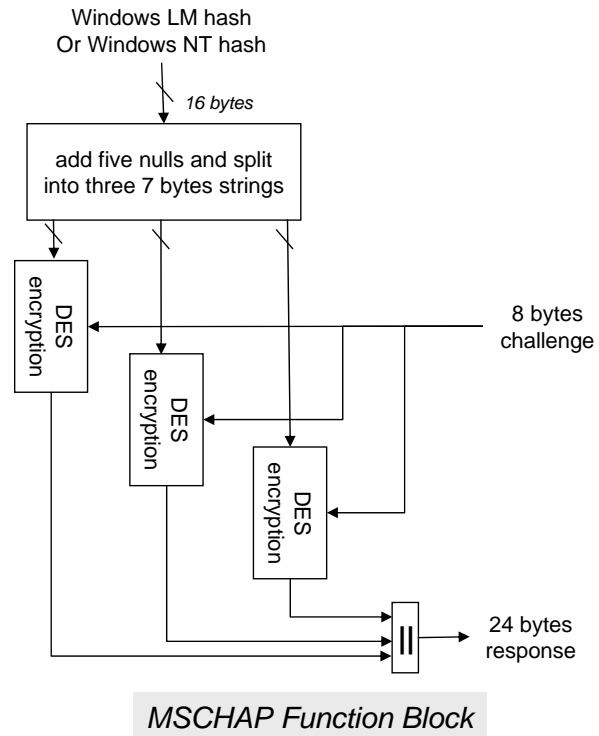 Windows LM hash
Or Windows NT hash
16 bytes
add five nulls and split
into three 7 bytes strings
DES
encryption
8 bytes
challenge
DES
encryption
DES
encryption
||
24 bytes
response
MSCHAP Function Block